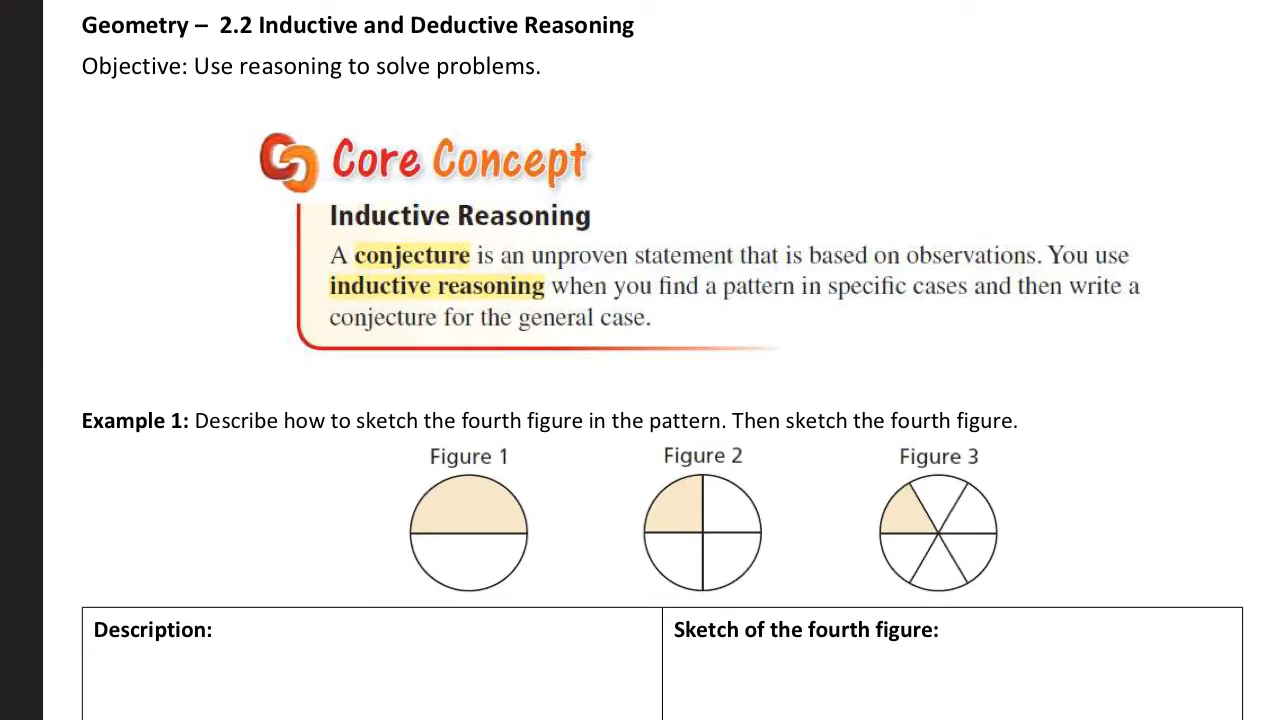 Geometry –  2.2 Inductive and Deductive Reasoning
Objective: Use reasoning to solve problems.
Core Concept
Inductive Reasoning
A conjecture is an unproven statement that is based on observations. You use
inductive reasoning when you find a pattern in specific cases and then write a
conjecture for the general case.
Example 1: Describe how to sketch the fourth figure in the pattern. Then sketch the fourth figure.
Figure 1 Figure 2 Figure 3
Description: Sketch of the fourth figure: